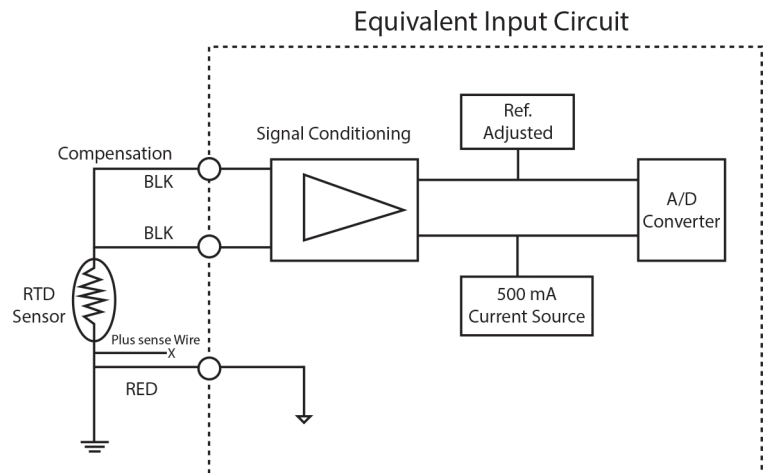 Equivalent Input Circuit
Ref.
Adjusted
Signal Conditioning
Compensation
BLK
A/D
Converter
BLK
RTD
Sensor
500 mA
Current Source
Plus sense Wire
X
RED